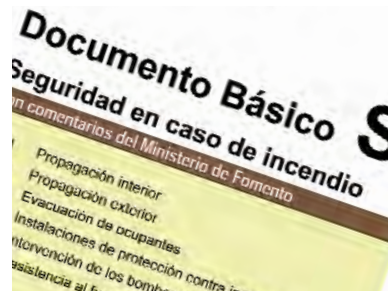 Documento Básico S
Seguridad en caso de incendio
con comentarios del Ministerio de Fomento
Propagación interior
Propagación exterior
Evacuación de ocupantes
Instalaciones de protección contra
Intervención de los
al